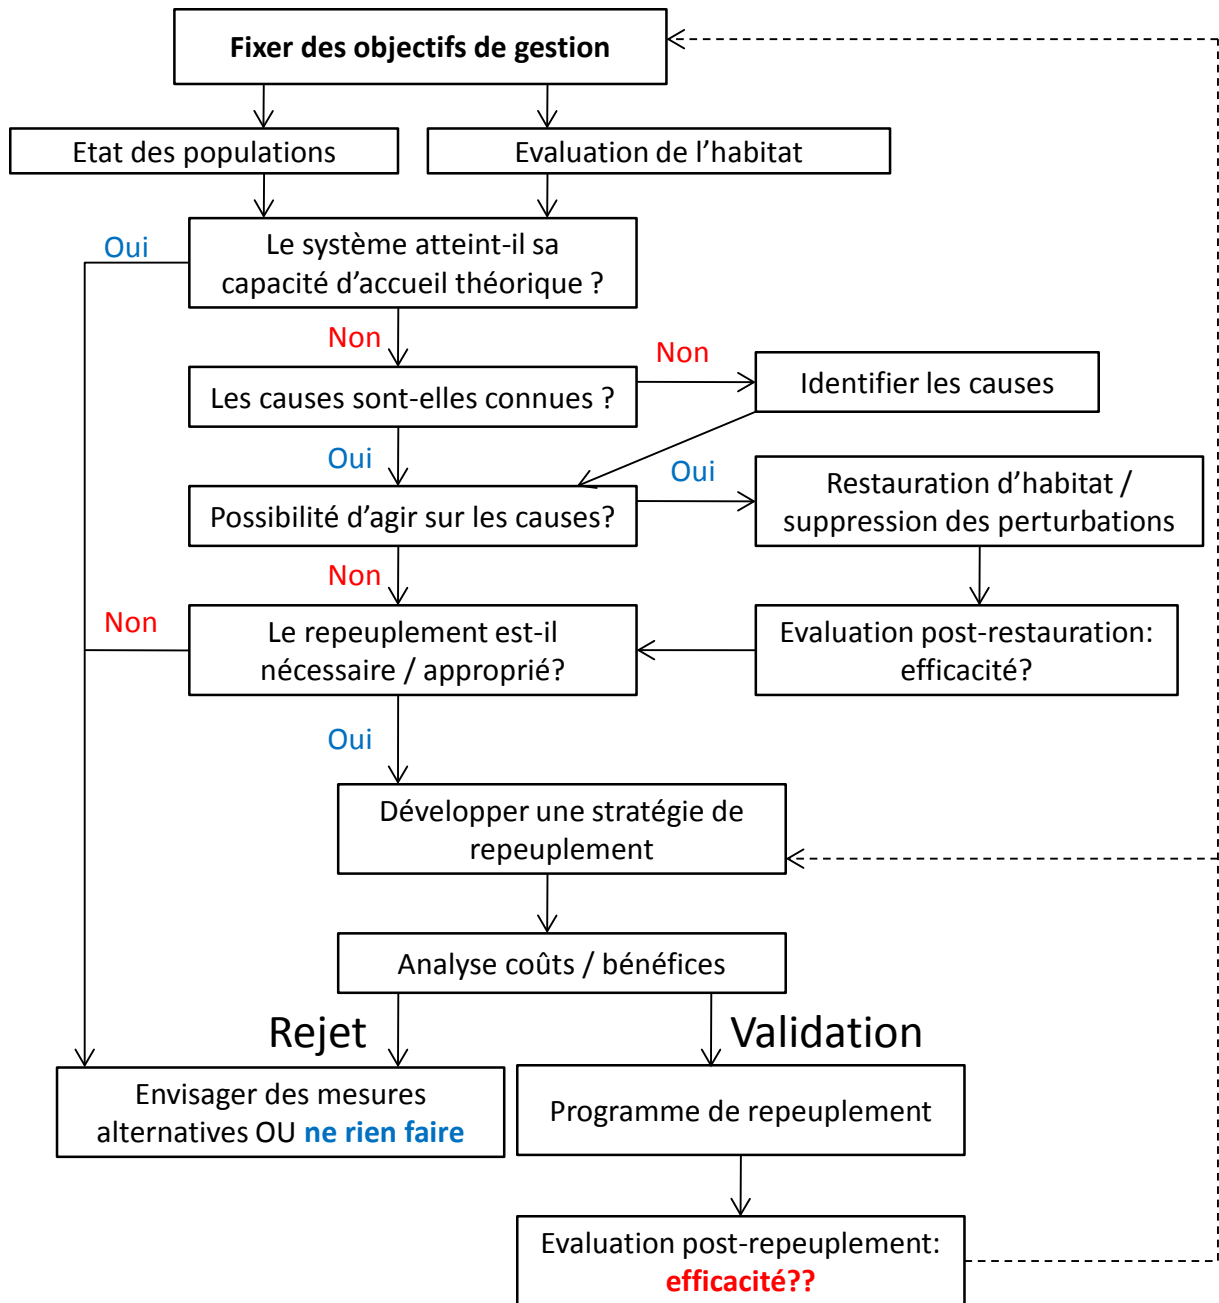 Fixer des objectifs de gestion
Etat des populations
Evaluation de l'habitat
Oui
Le système atteint-il sa
capacité d'accueil théorique ?
Non
Non
Les causes sont-elles connues ?
Identifier les causes
Oui
Oui
Possibilité d'agir sur les causes?
Restauration d'habitat /
suppression des perturbations
Non
Non
Le repeuplement est-il
nécessaire / approprié?
Evaluation post-restauration:
efficacité?
Oui
Développer une stratégie de
repeuplement
Analyse coûts / bénéfices
Rejet
Validation
Envisager des mesures
alternatives OU ne rien faire
Programme de repeuplement
Evaluation post-repeuplement:
efficacité??